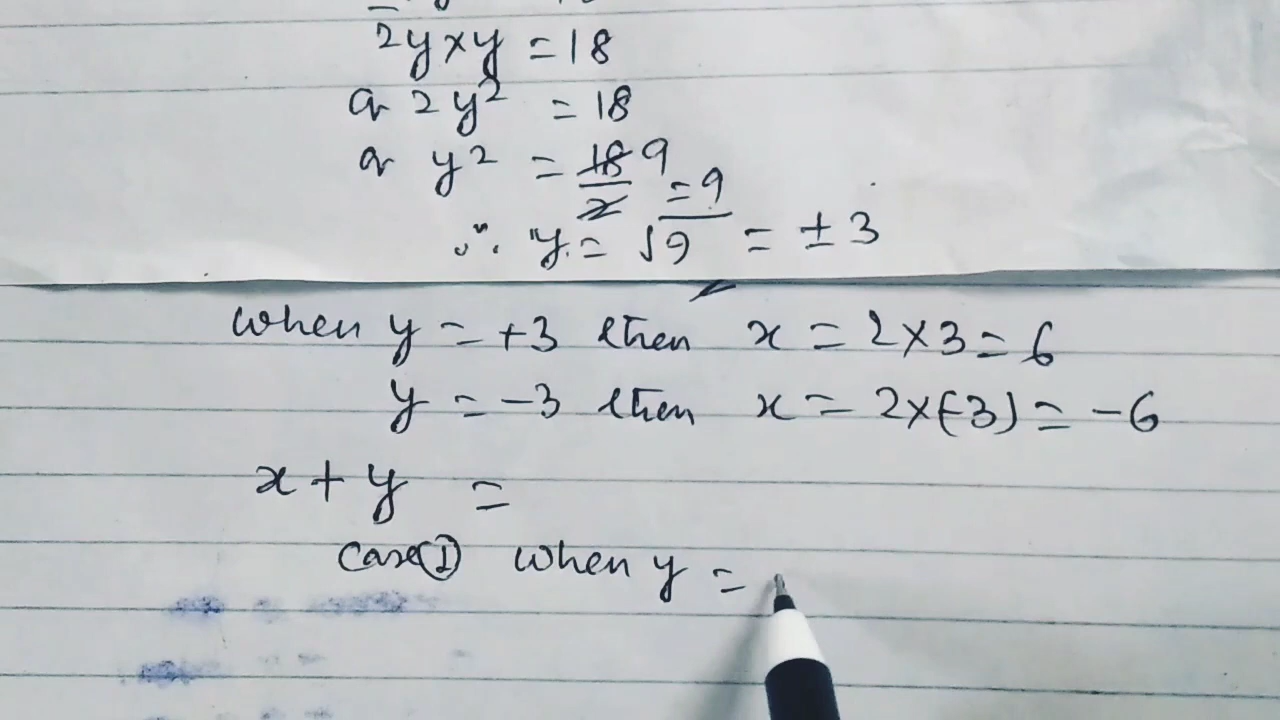 2y×y = 18
or 2y² = 18
or y² = 18/2 9 = 9
∴ y = √9 = ±3
when y = +3 then x = 2×3 = 6
y = -3 then x = 2×(-3) = -6
x + y =
Case(I) when y =